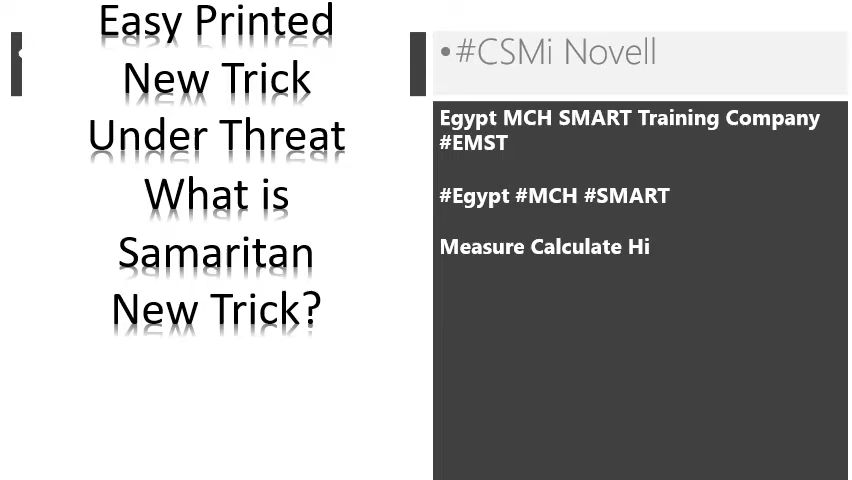 Easy Printed
New Trick
Under Threat
What is
Samaritan
New Trick?
•#CSMi Novell
Egypt MCH SMART Training Company
#EMST
#Egypt #MCH #SMART
Measure Calculate Hi